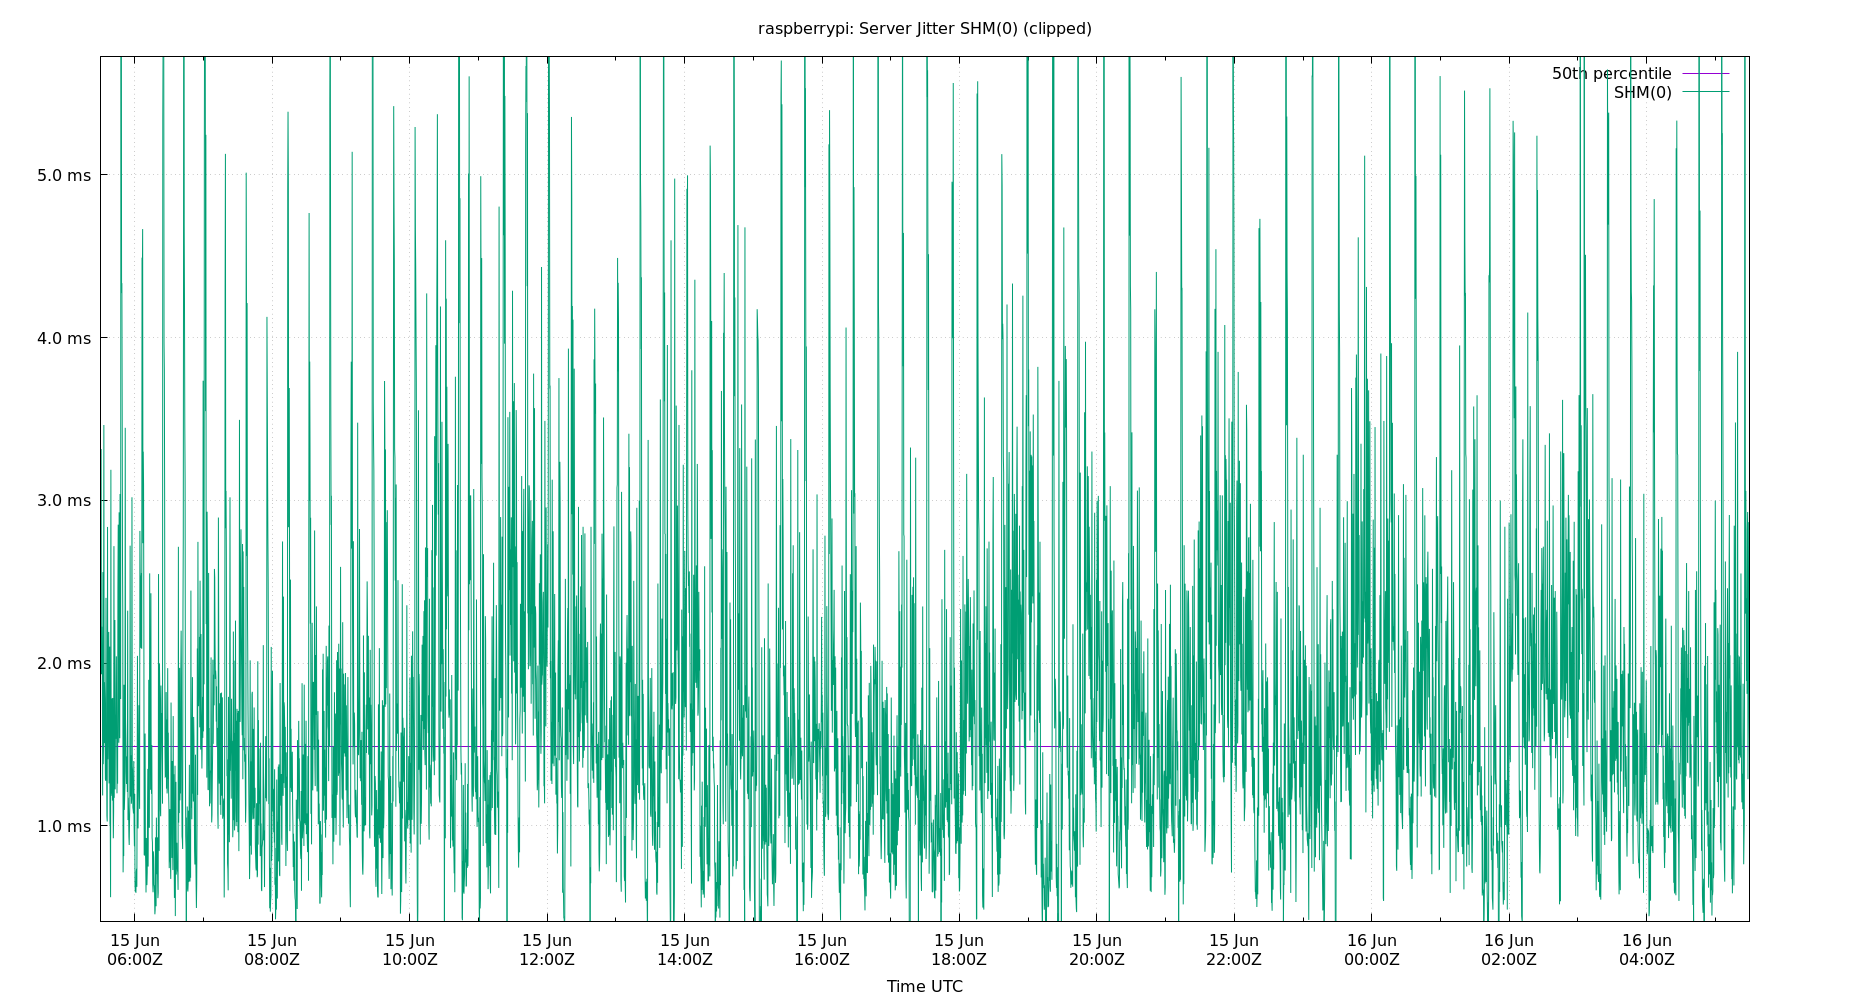 raspberrypi: Server Jitter SHM(0) (clipped)
50th percentile
SHM(0)
5.0 ms
4.0 ms
3.0 ms
2.0 ms
1.0 ms
15 Jun 15 Jun 15 Jun 15 Jun 15 Jun 15 Jun 15 Jun 15 Jun 15 Jun 16 Jun 16 Jun 16 Jun
06:00Z 08:00Z 10:00Z 12:00Z 14:00Z 16:00Z 18:00Z 20:00Z 22:00Z 00:00Z 02:00Z 04:00Z
Time UTC